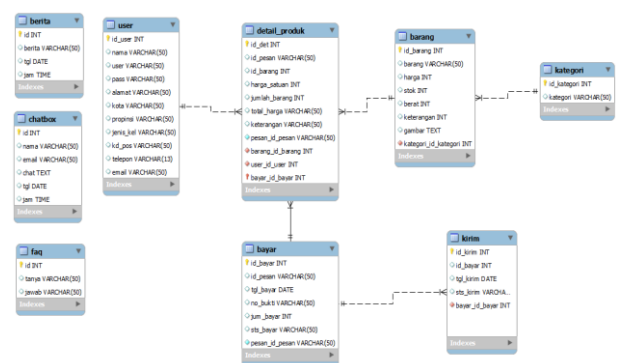 berita
id INT
berita VARCHAR(50)
tgl DATE
jam TIME
Indexes
chatbox
id INT
nama VARCHAR(50)
email VARCHAR(50)
chat TEXT
tgl DATE
jam TIME
Indexes
faq
id INT
tanya VARCHAR(50)
jawab VARCHAR(50)
Indexes
user
id_user INT
nama VARCHAR(50)
user VARCHAR(50)
pass VARCHAR(50)
alamat VARCHAR(50)
kota VARCHAR(50)
propinsi VARCHAR(50)
jenis_kel VARCHAR(50)
kd_pos VARCHAR(50)
telepon VARCHAR(13)
email VARCHAR(50)
Indexes
detail_produk
id_det INT
id_pesan VARCHAR(50)
id_barang INT
harga_satuan INT
jumlah_barang INT
total_harga VARCHAR(50)
keterangan VARCHAR(50)
pesan_id_pesan VARCHAR(50)
barang_id_barang INT
user_id_user INT
bayar_id_bayar INT
Indexes
bayar
id_bayar INT
id_pesan VARCHAR(50)
tgl_bayar DATE
no_bukti VARCHAR(50)
jum_bayar INT
sts_bayar VARCHAR(50)
pesan_id_pesan VARCHAR(50)
Indexes
barang
id_barang INT
barang VARCHAR(50)
harga INT
stok INT
berat INT
keterangan INT
gambar TEXT
kategori_id_kategori INT
Indexes
kirim
id_kirim INT
id_bayar INT
tgl_kirim DATE
sts_kirim VARCHA...
bayar_id_bayar INT
Indexes
kategori
id_kategori INT
kategori VARCHAR(50)
Indexes